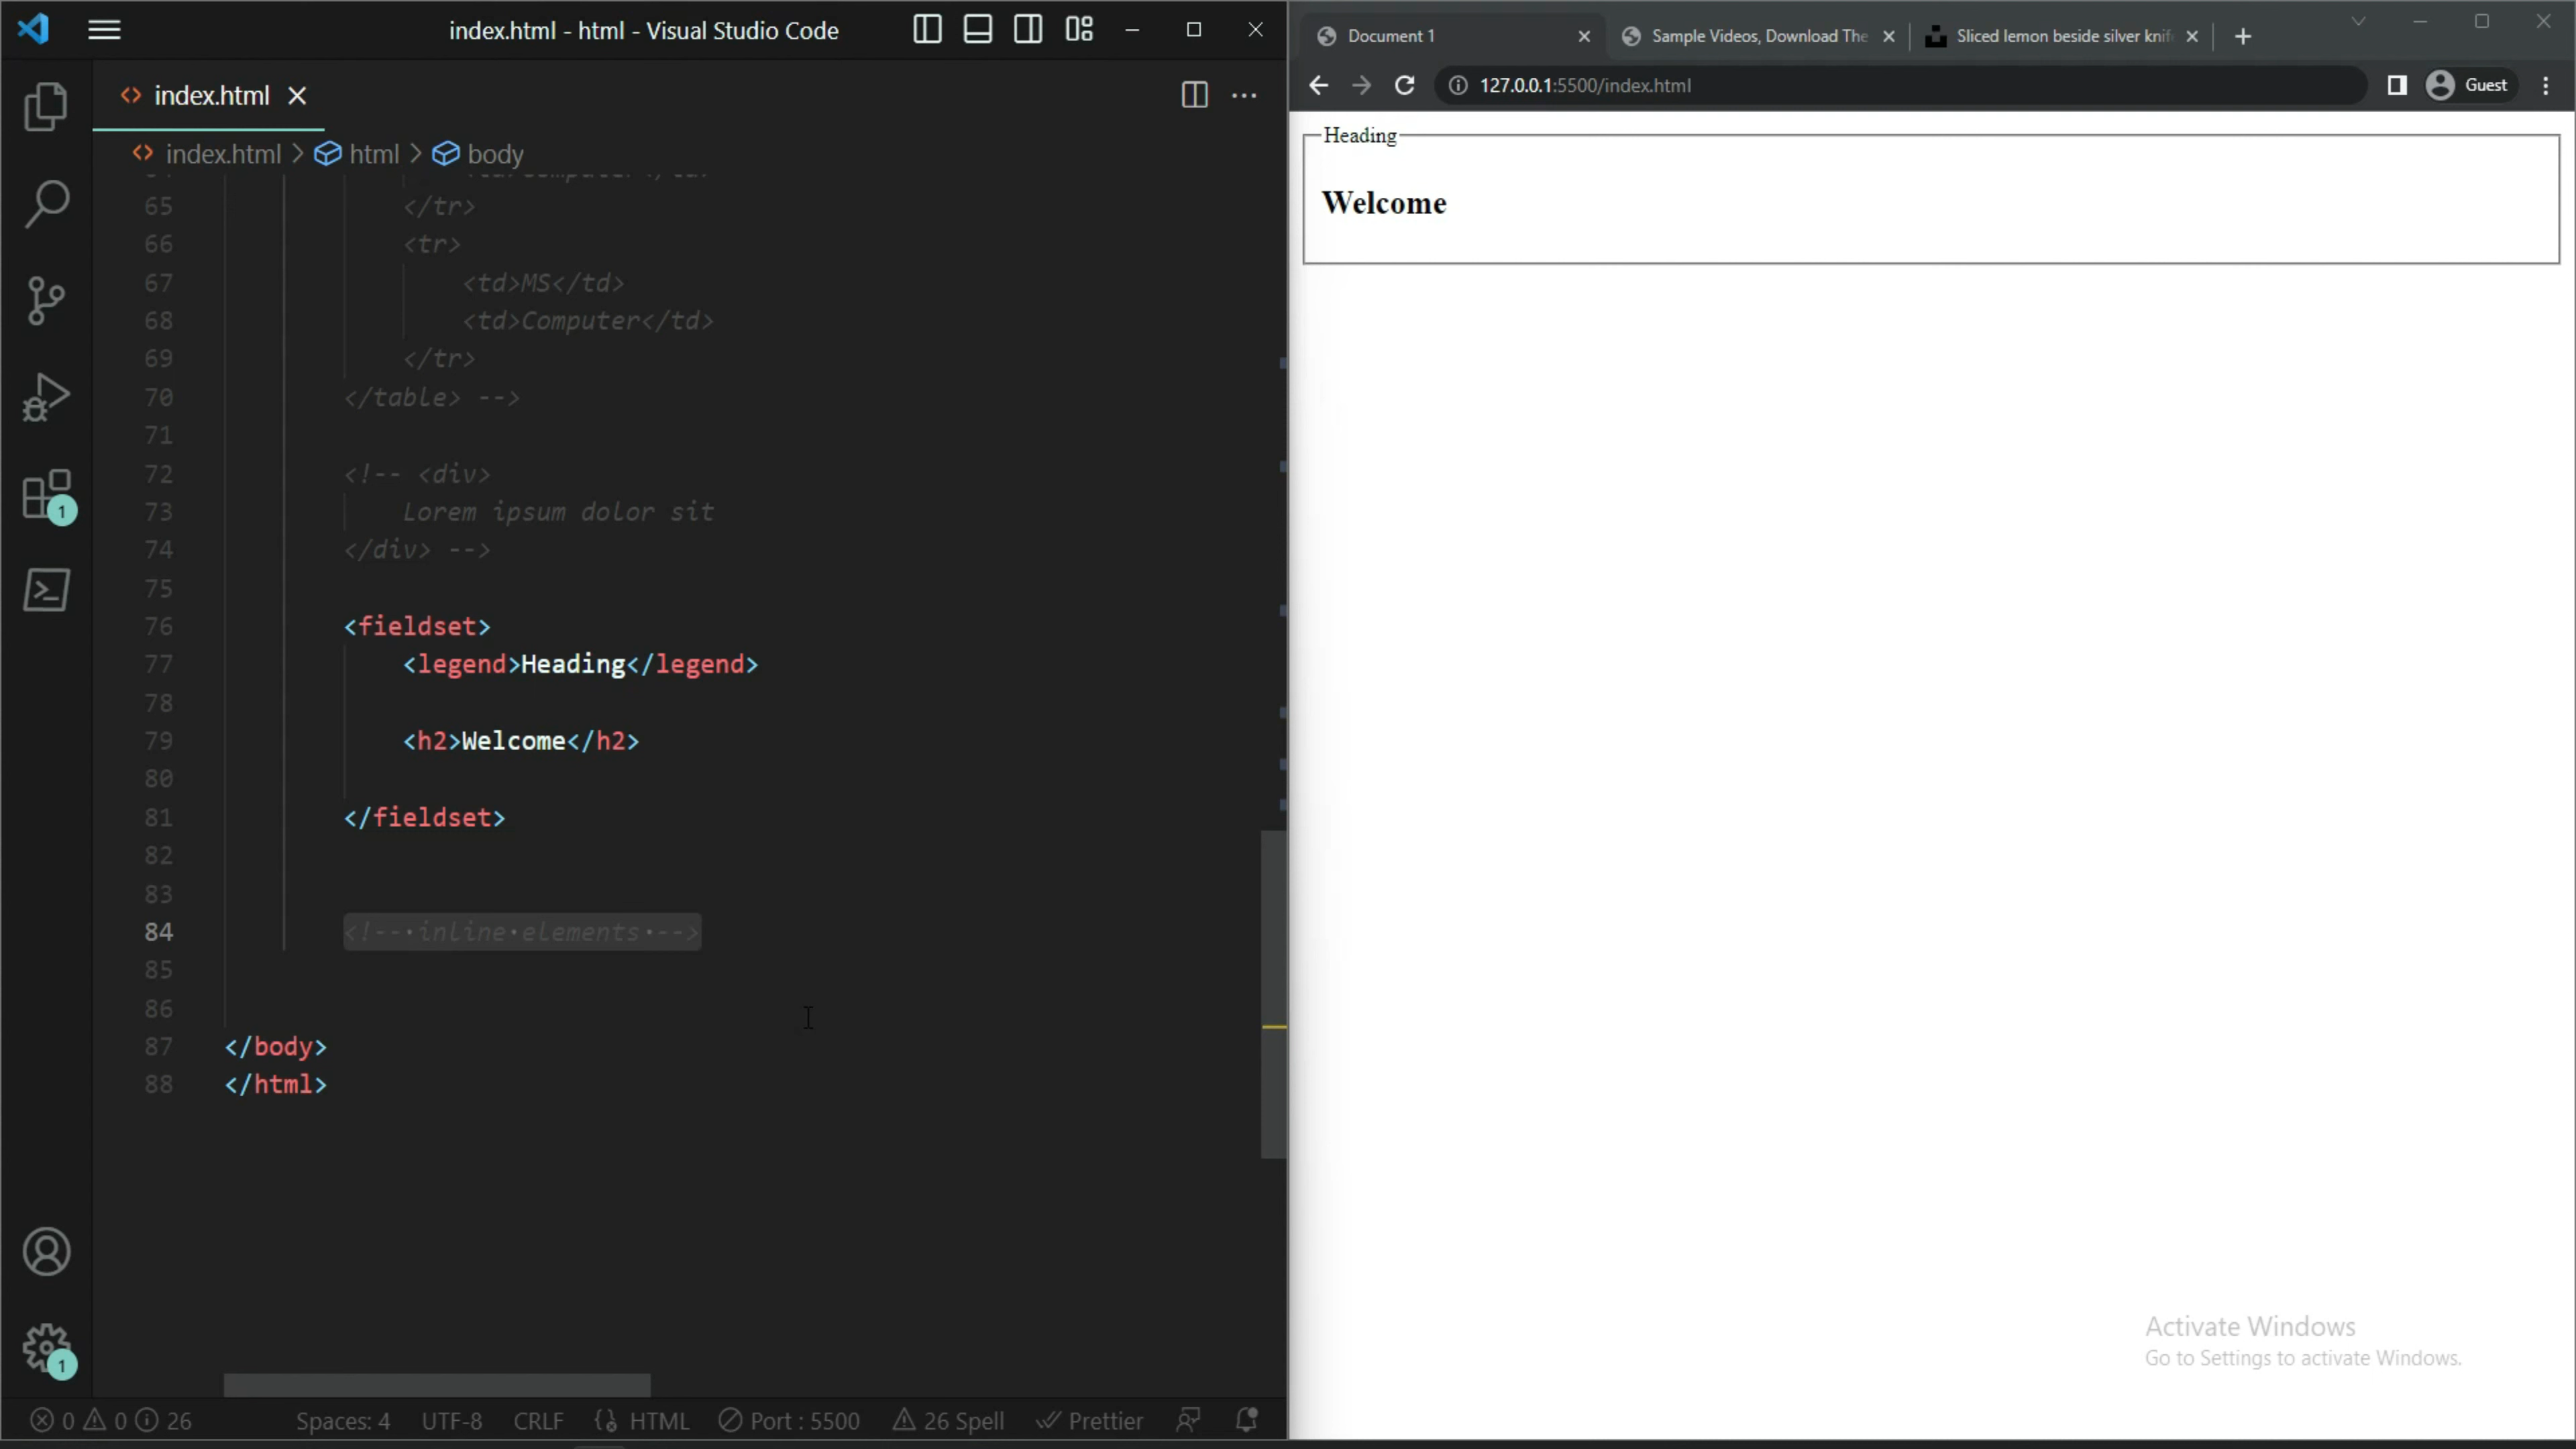 index.html - html - Visual Studio Code
index.html
index.html > html > body
65 </tr>
66 <tr>
67 <td>MS</td>
68 <td>Computer</td>
69 </tr>
70 </table> -->
71
72 <!-- <div>
73 Lorem ipsum dolor sit
74 </div> -->
75
76 <fieldset>
77 <legend>Heading</legend>
78
79 <h2>Welcome</h2>
80
81 </fieldset>
82
83
84 <!-- inline elements -->
85
86
87 </body>
88 </html>
1
1
0 0 26 Spaces: 4 UTF-8 CRLF HTML Port : 5500 26 Spell Prettier
Document 1 Sample Videos, Download The Sliced lemon beside silver knif
127.0.0.1:5500/index.html Guest
Heading
Welcome
Activate Windows
Go to Settings to activate Windows.